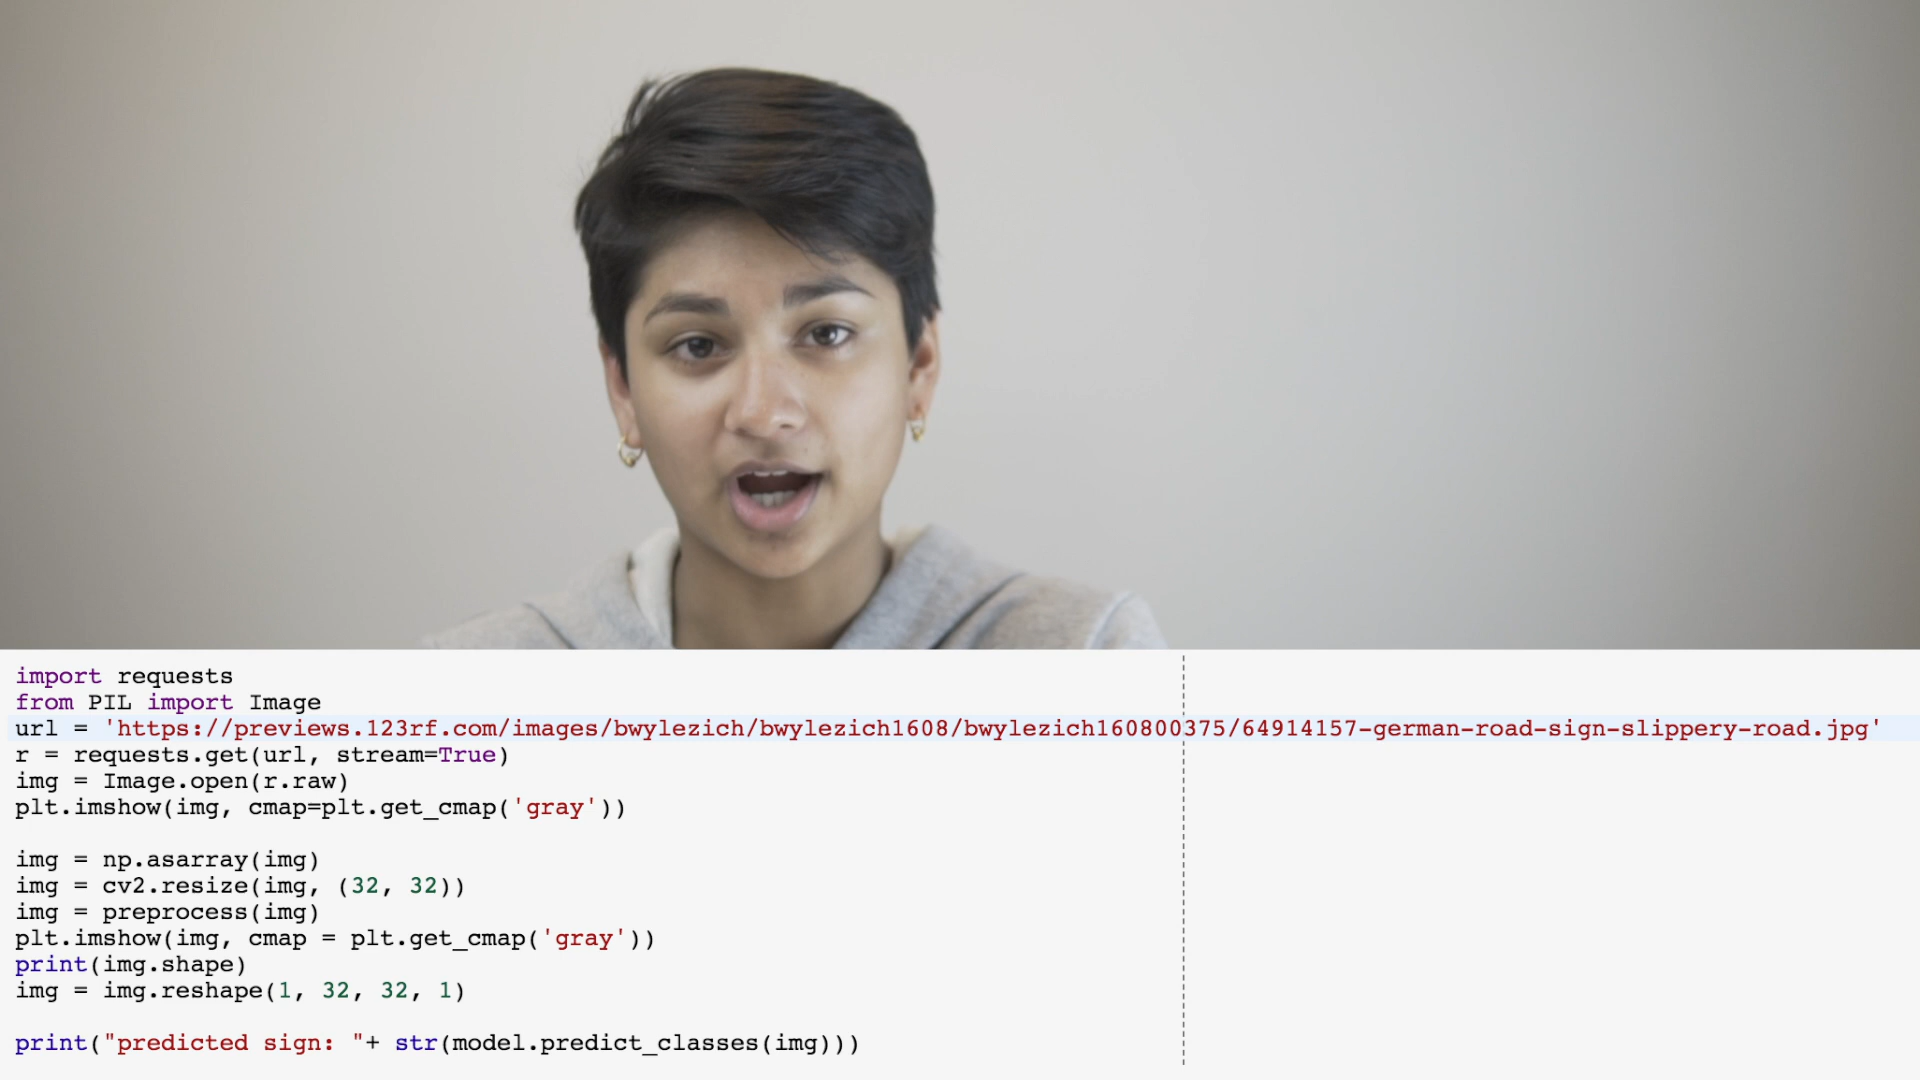 import requests
from PIL import Image
url = 'https://previews.123rf.com/images/bwylezich/bwylezich1608/bwylezich160800375/64914157-german-road-sign-slippery-road.jpg'
r = requests.get(url, stream=True)
img = Image.open(r.raw)
plt.imshow(img, cmap=plt.get_cmap('gray'))
img = np.asarray(img)
img = cv2.resize(img, (32, 32))
img = preprocess(img)
plt.imshow(img, cmap = plt.get_cmap('gray'))
print(img.shape)
img = img.reshape(1, 32, 32, 1)
print("predicted sign: "+ str(model.predict_classes(img)))